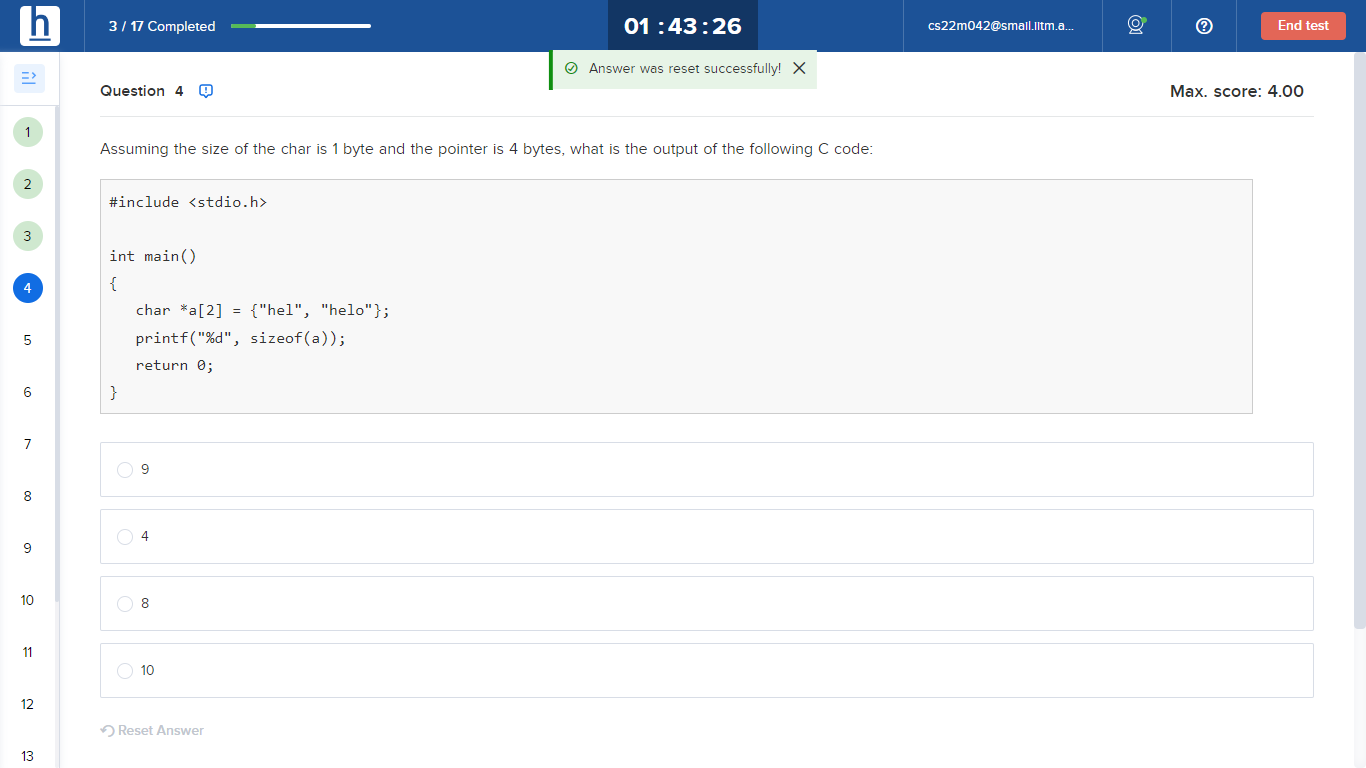 h
3 / 17 Completed
01 : 43 : 26
cs22m042@smail.iitm.a...
End test
Answer was reset successfully!
Question 4
Max. score: 4.00
Assuming the size of the char is 1 byte and the pointer is 4 bytes, what is the output of the following C code:
#include <stdio.h>
int main()
{
char *a[2] = {"hel", "helo"};
printf("%d", sizeof(a));
return 0;
}
9
4
8
10
Reset Answer
1
2
3
4
5
6
7
8
9
10
11
12
13